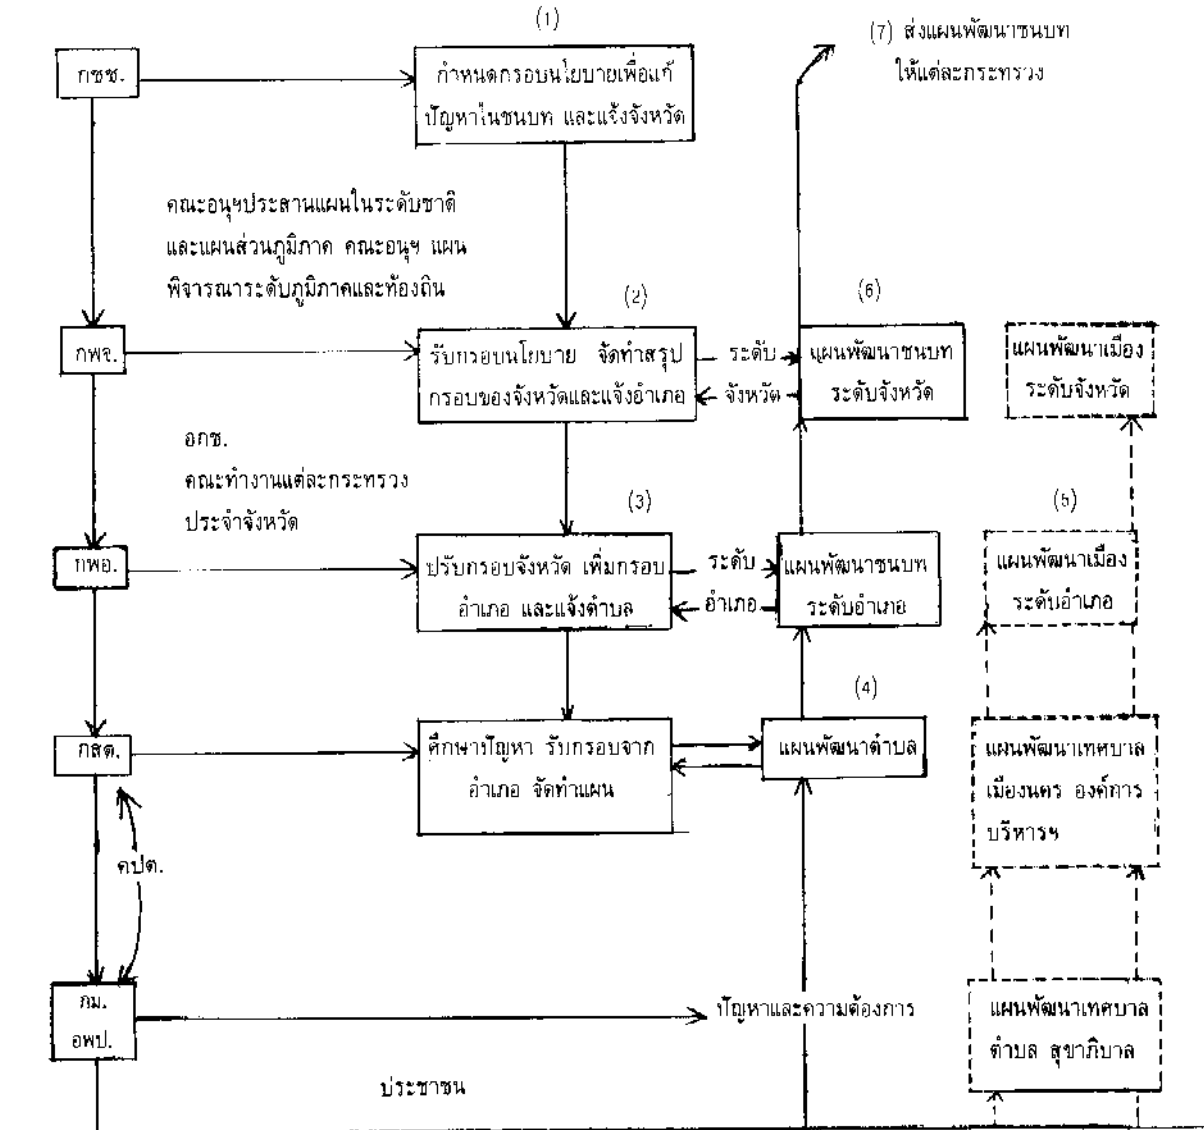 (1)
(7) ส่งแผนพัฒนาชนบท
ให้แต่ละกระทรวง
กชช.
กำหนดกรอบนโยบายเพื่อแก้
ปัญหาในชนบท และแจ้งจังหวัด
คณะอนุฯประสานแผนในระดับชาติ
และแผนส่วนภูมิภาค คณะอนุฯ แผน
พิจารณาระดับภูมิภาคและท้องถิ่น
(2)
(6)
กพจ.
รับกรอบนโยบาย จัดทำสรุป
กรอบของจังหวัดและแจ้งอำเภอ
ระดับ
จังหวัด
แผนพัฒนาชนบท
ระดับจังหวัด
แผนพัฒนาเมือง
ระดับจังหวัด
อกช.
คณะทำงานแต่ละกระทรวง
ประจำจังหวัด
(3)
(5)
กพอ.
ปรับกรอบจังหวัด เพิ่มกรอบ
อำเภอ และแจ้งตำบล
ระดับ
อำเภอ
แผนพัฒนาชนบท
ระดับอำเภอ
แผนพัฒนาเมือง
ระดับอำเภอ
(4)
กสต.
ศึกษาปัญหา รับกรอบจาก
อำเภอ จัดทำแผน
แผนพัฒนาตำบล
แผนพัฒนาเทศบาล
เมืองนคร องค์การ
บริหารฯ
คปต.
กม.
อพป.
ปัญหาและความต้องการ
แผนพัฒนาเทศบาล
ตำบล สุขาภิบาล
ประชาชน